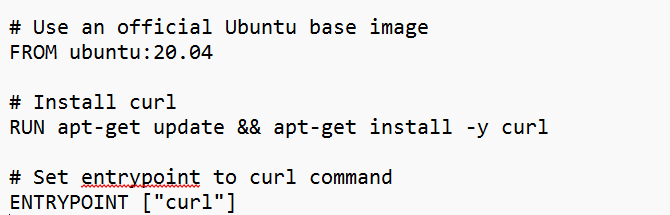 # Use an official Ubuntu base image
FROM ubuntu:20.04
# Install curl
RUN apt-get update && apt-get install -y curl
# Set entrypoint to curl command
ENTRYPOINT ["curl"]